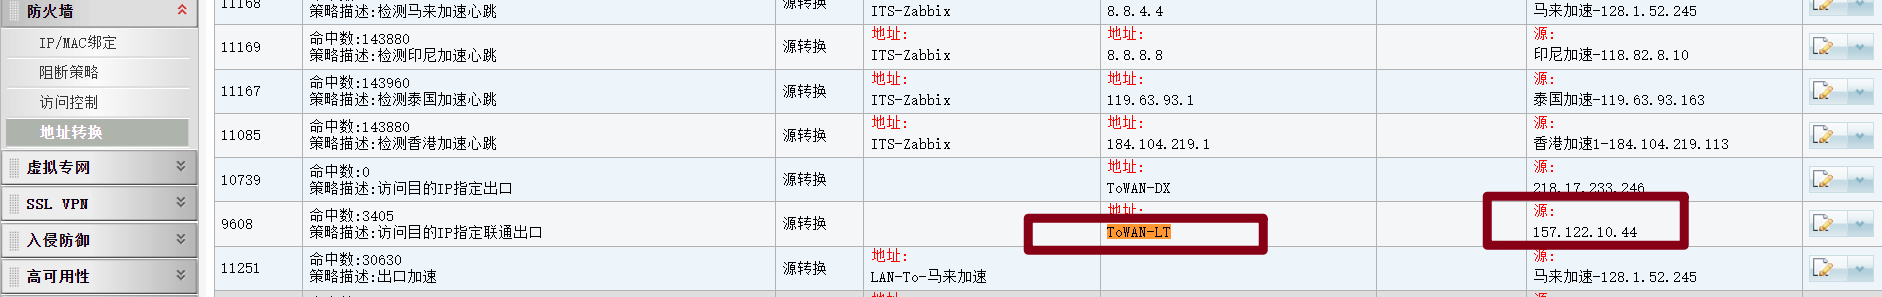 防火墙
IP/MAC绑定
阻断策略
访问控制
地址转换
虚拟专网
SSL VPN
入侵防御
高可用性
11168
策略描述:检测马来加速心跳
源转换
ITS-Zabbix
8.8.4.4
马来加速-128.1.52.245
11169
命中数:143880
策略描述:检测印尼加速心跳
源转换
地址:
ITS-Zabbix
地址:
8.8.8.8
源:
印尼加速-118.82.8.10
11167
命中数:143960
策略描述:检测泰国加速心跳
源转换
地址:
ITS-Zabbix
地址:
119.63.93.1
源:
泰国加速-119.63.93.163
11085
命中数:143880
策略描述:检测香港加速心跳
源转换
地址:
ITS-Zabbix
地址:
184.104.219.1
源:
香港加速1-184.104.219.113
10739
命中数:0
策略描述:访问目的IP指定出口
源转换
地址:
ToWAN-DX
源:
218.17.233.246
9608
命中数:3405
策略描述:访问目的IP指定联通出口
源转换
地址:
ToWAN-LT
源:
157.122.10.44
11251
命中数:30630
策略描述:出口加速
源转换
地址:
LAN-To-马来加速
源:
马来加速-128.1.52.245